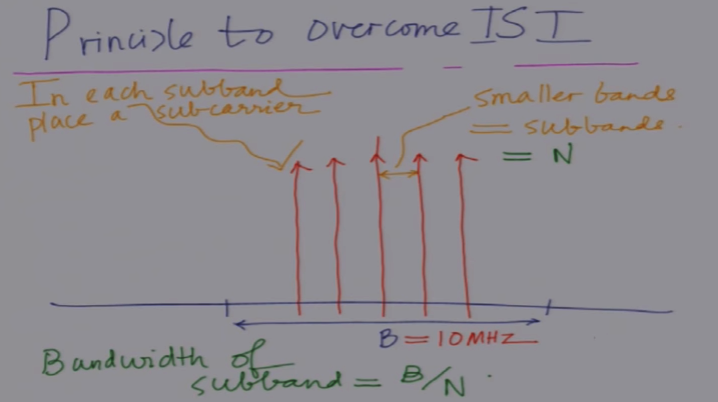 Principle to overcome ISI
In each subband
place a subcarrier
smaller bands
= subbands.
= N
B = 10MHz
Bandwidth of
subband = B/N.